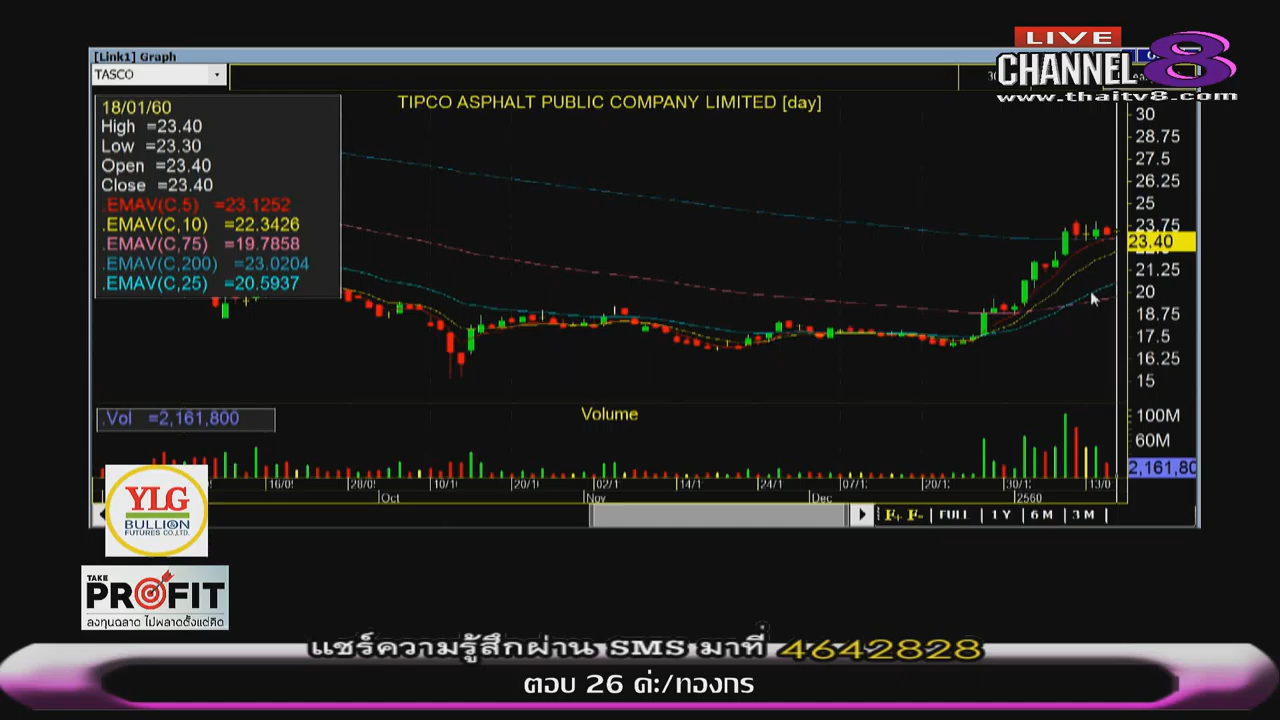 [Link1] Graph
LIVE
CHANNEL 8
www.thaitv8.com
TASCO
18/01/60
High =23.40
Low =23.30
Open =23.40
Close =23.40
.EMAV(C,5) =23.1252
.EMAV(C,10) =22.3426
.EMAV(C,75) =19.7858
.EMAV(C,200) =23.0204
.EMAV(C,25) =20.5937
TIPCO ASPHALT PUBLIC COMPANY LIMITED [day]
30
28.75
27.5
26.25
25
23.75
23.40
21.25
20
18.75
17.5
16.25
15
.Vol =2,161,800
Volume
100M
60M
2,161,80
16/0 28/0 10/1 20/1 02/1 14/1 24/1 07/1 20/1 30/1 13/0
Oct Nov Dec 2560
F+ F- FULL 1 Y 6 M 3 M
YLG
BULLION
FUTURES CO.,LTD.
TAKE
PROFIT
ลงทุนฉลาด ไม่พลาดตั้งแต่คิด
แชร์ความรู้สึกผ่าน SMS มาที่ 4642828
ตอบ 26 ค่ะ/ทองกร